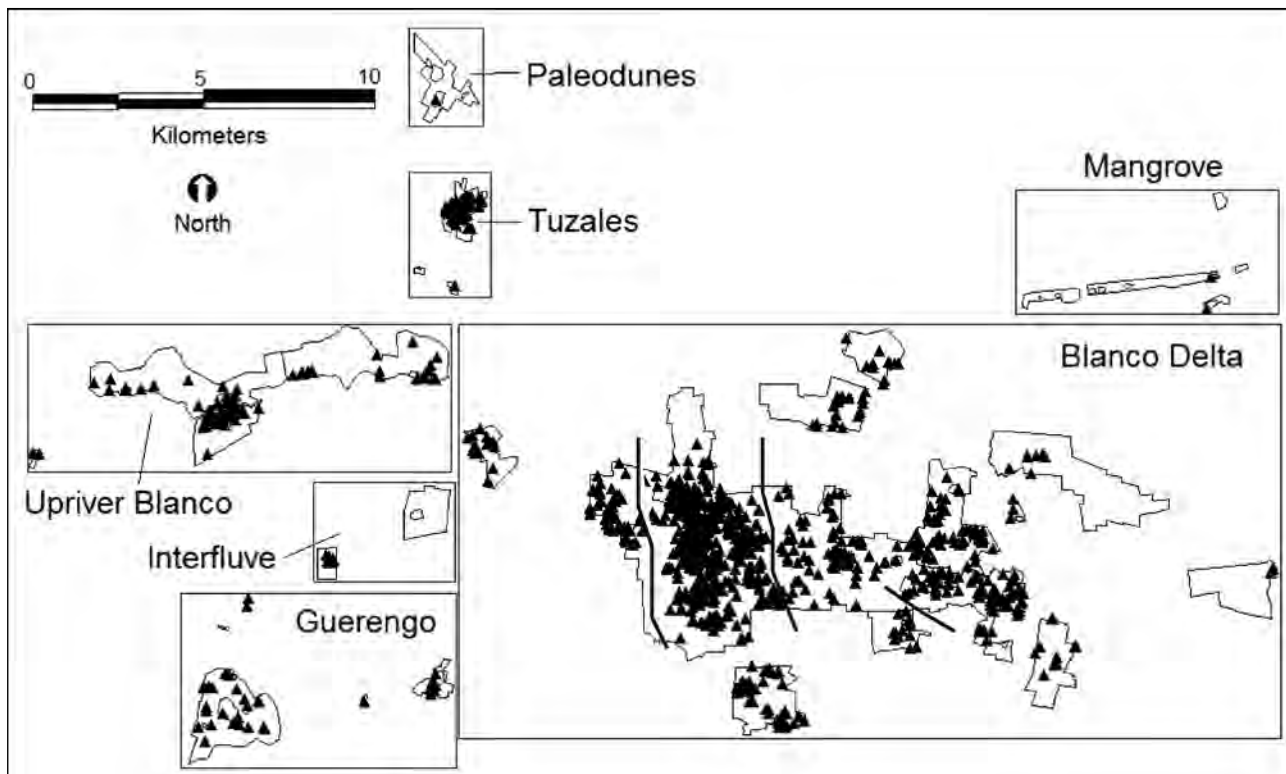 0 5 10
Kilometers
North
Paleodunes
Tuzales
Mangrove
Blanco Delta
Upriver Blanco
Interfluve
Guerengo